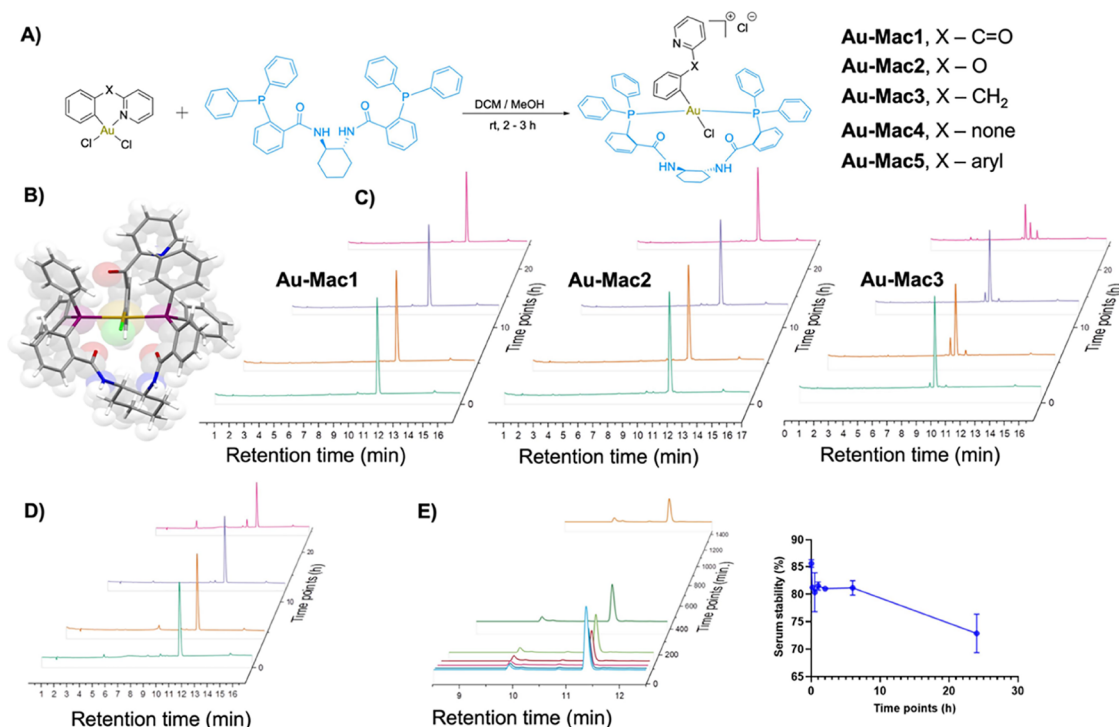 A)
X
N
Au
Cl Cl
+
P P
O O
NH HN
DCM / MeOH
rt, 2 - 3 h
N
X
+ Cl −
P Au P
Cl
O O
HN NH
Au-Mac1, X – C=O
Au-Mac2, X – O
Au-Mac3, X – CH2
Au-Mac4, X – none
Au-Mac5, X – aryl
B)
C)
Au-Mac1
0 10 20
Time points (h)
1 2 3 4 5 6 7 8 9 10 11 12 13 14 15 16
Retention time (min)
Au-Mac2
0 10 20
Time points (h)
1 2 3 4 5 6 7 8 9 10 11 12 13 14 15 16 17
Retention time (min)
Au-Mac3
0 10 20
Time points (h)
0 1 2 3 4 5 6 7 8 9 10 11 12 13 14 15 16
Retention time (min)
D)
0 10 20
Time points (h)
1 2 3 4 5 6 7 8 9 10 11 12 13 14 15 16
Retention time (min)
E)
0 200 400 600 800 1000 1200 1400
Time points (min.)
9 10 11 12
Retention time (min)
90
85
80
75
70
65
Serum stability (%)
0 10 20 30
Time points (h)